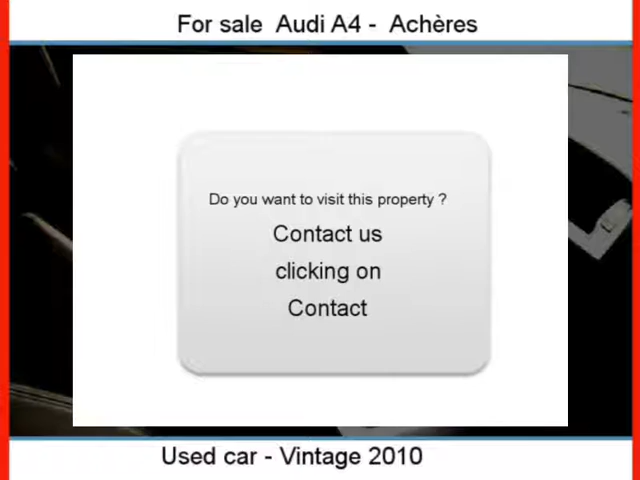 For sale  Audi A4 -  Achères
Do you want to visit this property ?
Contact us
clicking on
Contact
Used car - Vintage 2010